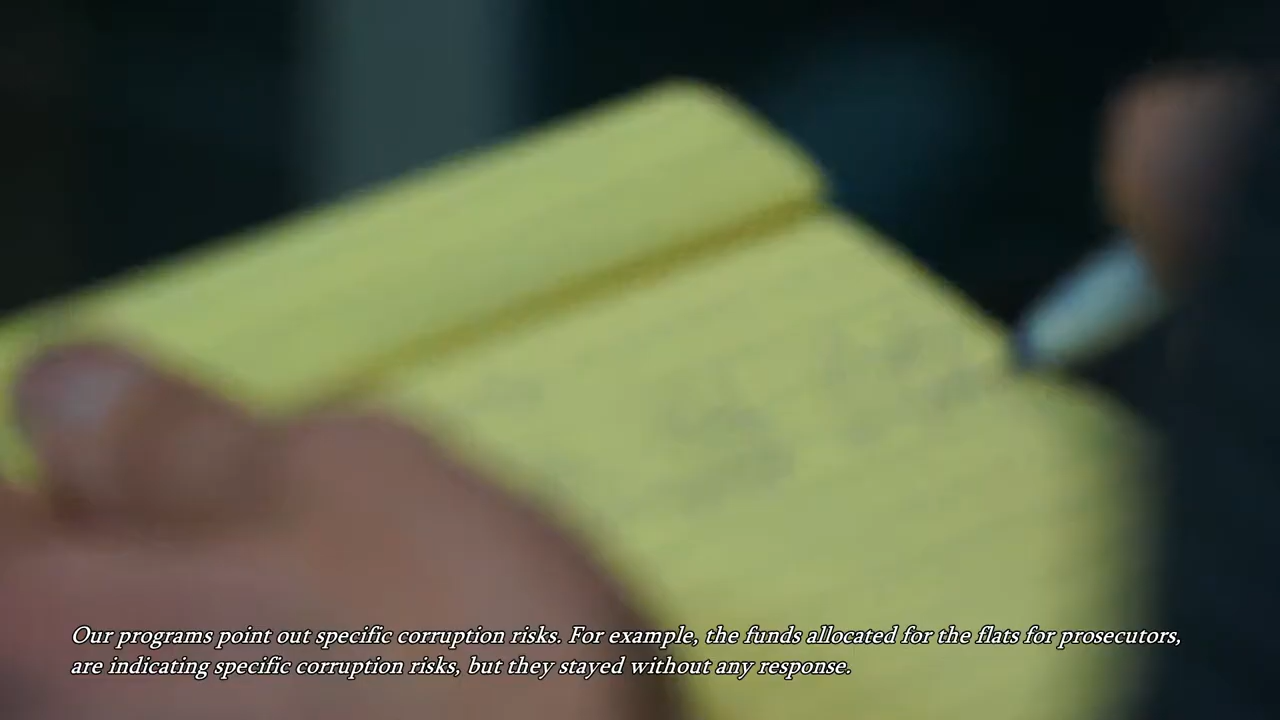 Our programs point out specific corruption risks. For example, the funds allocated for the flats for prosecutors,
are indicating specific corruption risks, but they stayed without any response.